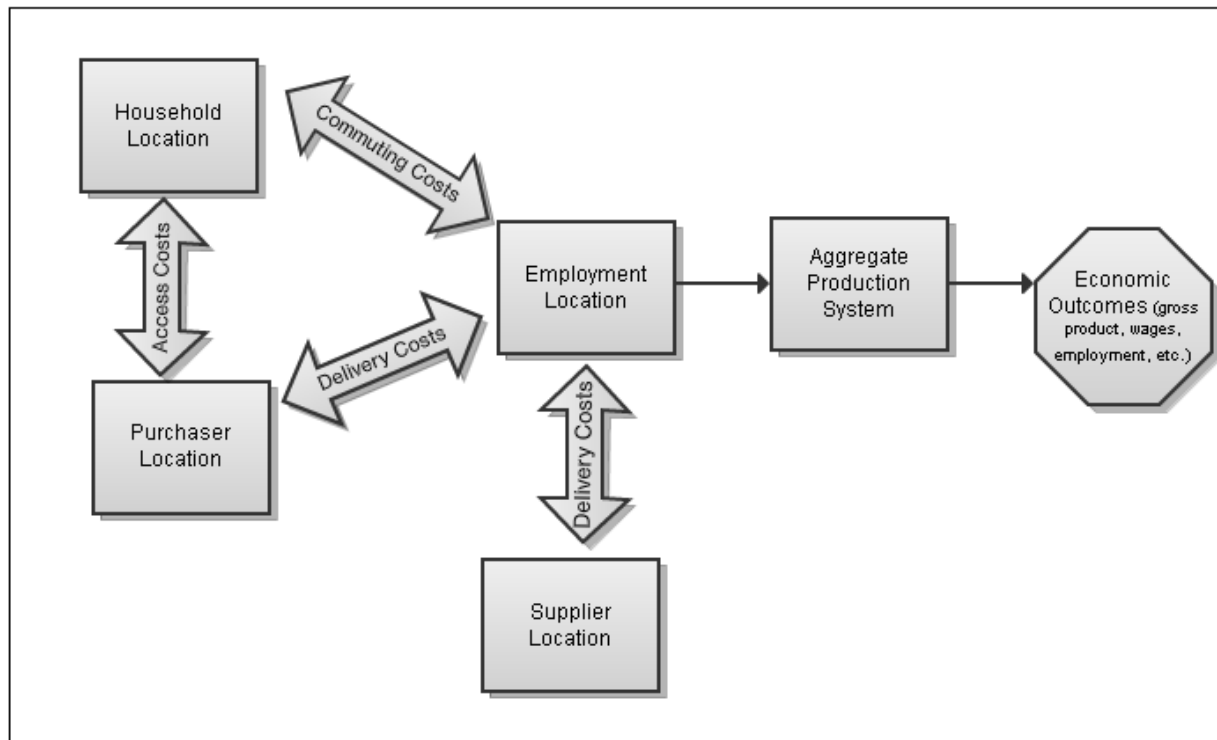 Household
Location
Commuting Costs
Access Costs
Employment
Location
Aggregate
Production
System
Economic
Outcomes (gross
product, wages,
employment, etc.)
Delivery Costs
Purchaser
Location
Delivery Costs
Supplier
Location